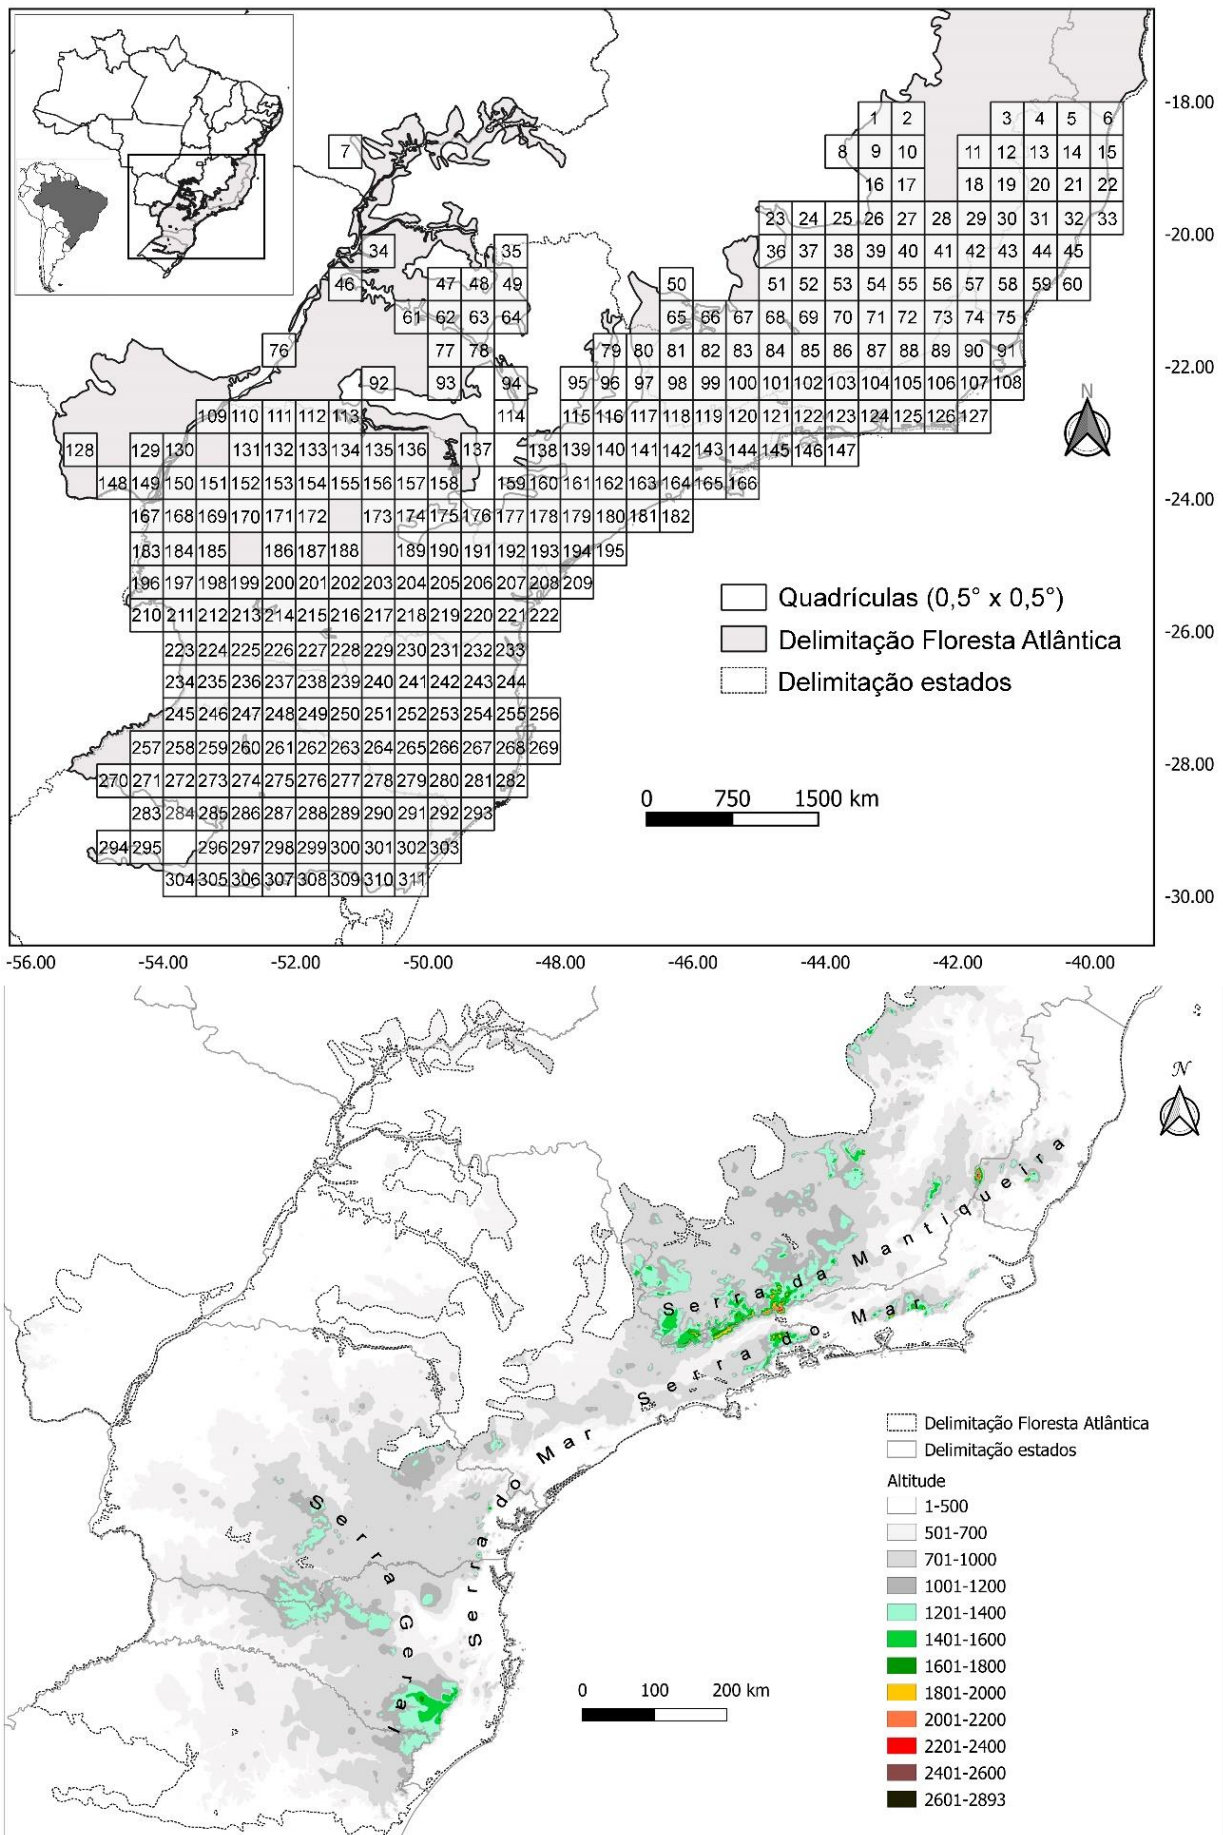 1 2 3 4 5 6
-18.00
7 8 9 10 11 12 13 14 15
16 17 18 19 20 21 22
23 24 25 26 27 28 29 30 31 32 33
-20.00
34 35 36 37 38 39 40 41 42 43 44 45
46 47 48 49 50 51 52 53 54 55 56 57 58 59 60
61 62 63 64 65 66 67 68 69 70 71 72 73 74 75
76 77 78 79 80 81 82 83 84 85 86 87 88 89 90 91
-22.00
92 93 94 95 96 97 98 99 100 101 102 103 104 105 106 107 108
N
109 110 111 112 113 114 115 116 117 118 119 120 121 122 123 124 125 126 127
128 129 130 131 132 133 134 135 136 137 138 139 140 141 142 143 144 145 146 147
148 149 150 151 152 153 154 155 156 157 158 159 160 161 162 163 164 165 166
-24.00
167 168 169 170 171 172 173 174 175 176 177 178 179 180 181 182
183 184 185 186 187 188 189 190 191 192 193 194 195
196 197 198 199 200 201 202 203 204 205 206 207 208 209
Quadrículas (0,5° x 0,5°)
210 211 212 213 214 215 216 217 218 219 220 221 222
-26.00
Delimitação Floresta Atlântica
223 224 225 226 227 228 229 230 231 232 233
234 235 236 237 238 239 240 241 242 243 244
Delimitação estados
245 246 247 248 249 250 251 252 253 254 255 256
257 258 259 260 261 262 263 264 265 266 267 268 269
-28.00
270 271 272 273 274 275 276 277 278 279 280 281 282
0 750 1500 km
283 284 285 286 287 288 289 290 291 292 293
294 295 296 297 298 299 300 301 302 303
304 305 306 307 308 309 310 311
-30.00
-56.00 -54.00 -52.00 -50.00 -48.00 -46.00 -44.00 -42.00 -40.00
N
Serra da Mantiqueira
Serra do Mar
Serra do Mar
Serra Geral
Delimitação Floresta Atlântica
Delimitação estados
Altitude
1-500
501-700
701-1000
1001-1200
1201-1400
1401-1600
1601-1800
1801-2000
2001-2200
2201-2400
2401-2600
2601-2893
0 100 200 km